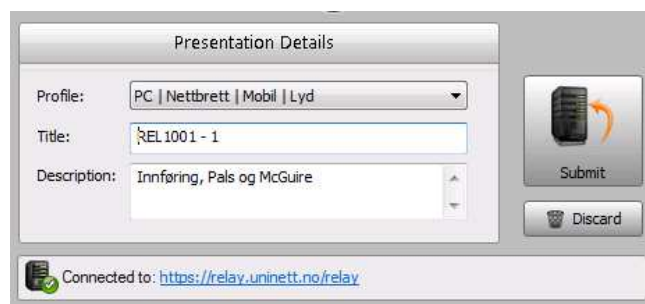 Presentation Details
Profile: PC | Nettbrett | Mobil | Lyd
Title: REL1001 - 1
Description: Innføring, Pals og McGuire
Submit
Discard
Connected to: https://relay.uninett.no/relay